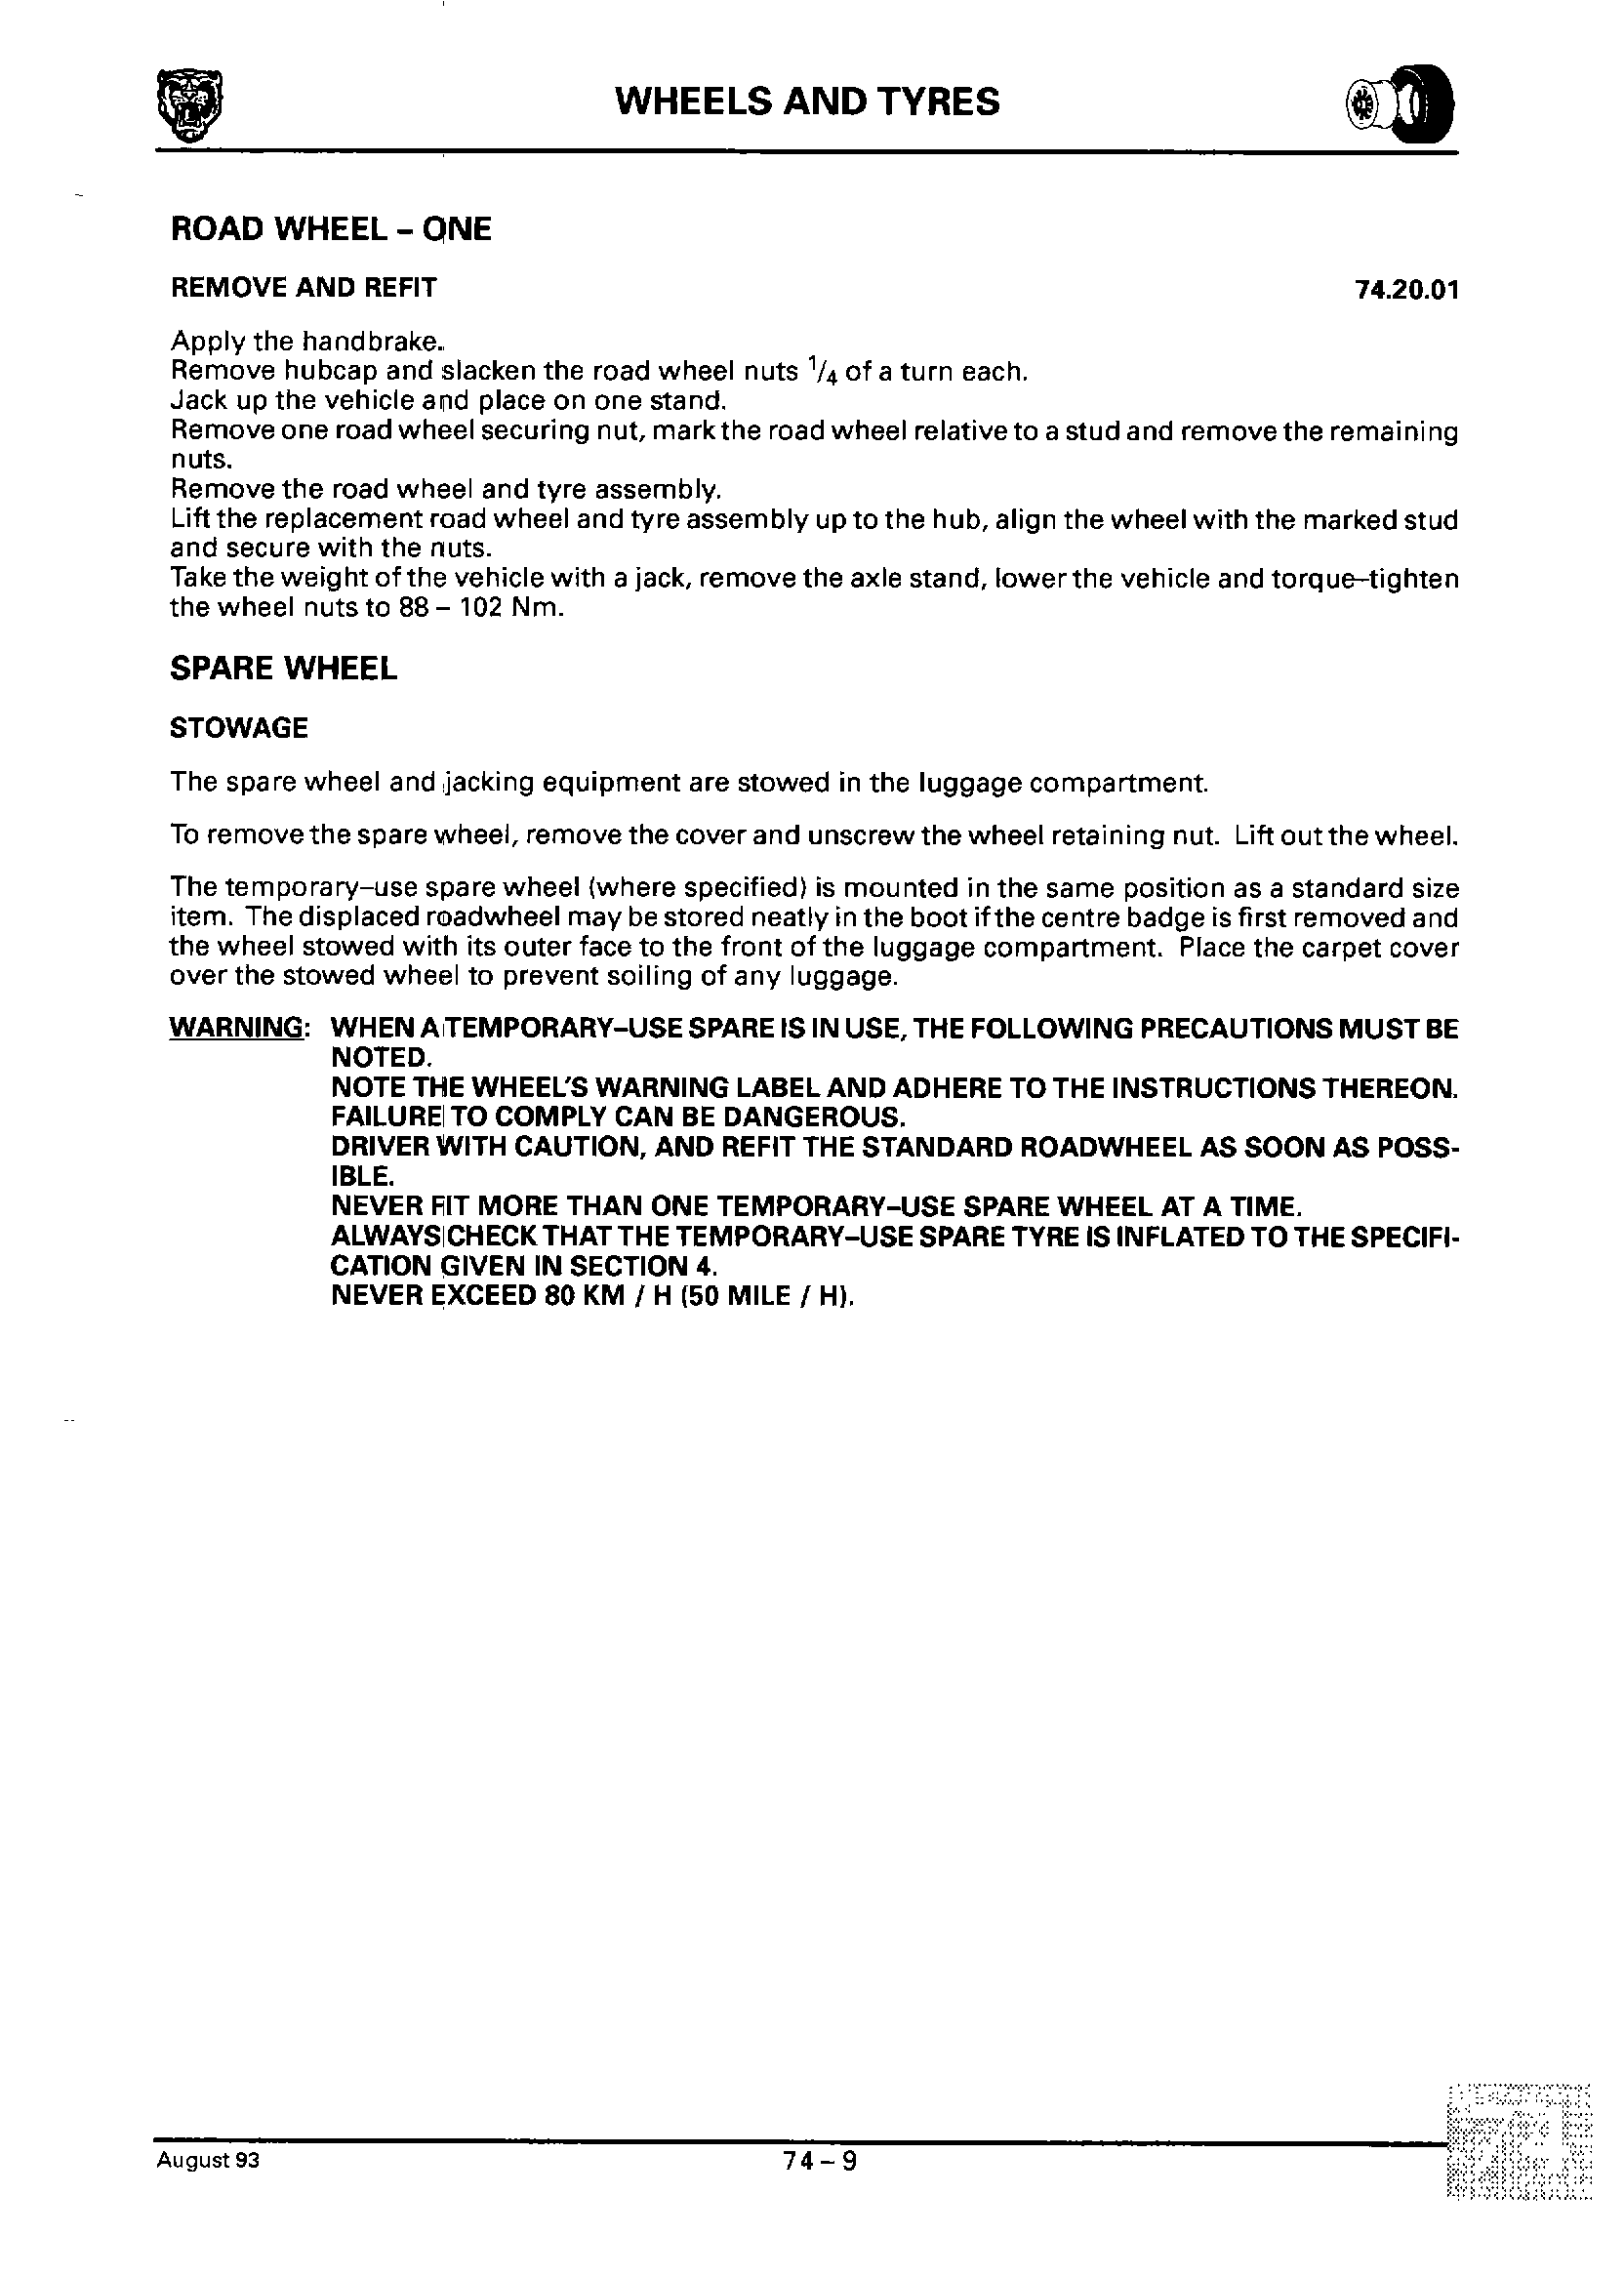 WHEELS AND TYRES
ROAD WHEEL – ONE
REMOVE AND REFIT 74.20.01
Apply the handbrake.
Remove hubcap and slacken the road wheel nuts 1/4 of a turn each.
Jack up the vehicle and place on one stand.
Remove one road wheel securing nut, mark the road wheel relative to a stud and remove the remaining
nuts.
Remove the road wheel and tyre assembly.
Lift the replacement road wheel and tyre assembly up to the hub, align the wheel with the marked stud
and secure with the nuts.
Take the weight of the vehicle with a jack, remove the axle stand, lower the vehicle and torque–tighten
the wheel nuts to 88 – 102 Nm.
SPARE WHEEL
STOWAGE
The spare wheel and jacking equipment are stowed in the luggage compartment.
To remove the spare wheel, remove the cover and unscrew the wheel retaining nut. Lift out the wheel.
The temporary–use spare wheel (where specified) is mounted in the same position as a standard size
item. The displaced roadwheel may be stored neatly in the boot if the centre badge is first removed and
the wheel stowed with its outer face to the front of the luggage compartment. Place the carpet cover
over the stowed wheel to prevent soiling of any luggage.
WARNING: WHEN A TEMPORARY–USE SPARE IS IN USE, THE FOLLOWING PRECAUTIONS MUST BE
NOTED.
NOTE THE WHEEL'S WARNING LABEL AND ADHERE TO THE INSTRUCTIONS THEREON.
FAILURE TO COMPLY CAN BE DANGEROUS.
DRIVER WITH CAUTION, AND REFIT THE STANDARD ROADWHEEL AS SOON AS POSS-
IBLE.
NEVER FIT MORE THAN ONE TEMPORARY–USE SPARE WHEEL AT A TIME.
ALWAYS CHECK THAT THE TEMPORARY–USE SPARE TYRE IS INFLATED TO THE SPECIFI-
CATION GIVEN IN SECTION 4.
NEVER EXCEED 80 KM / H (50 MILE / H).
August 93 74 – 9